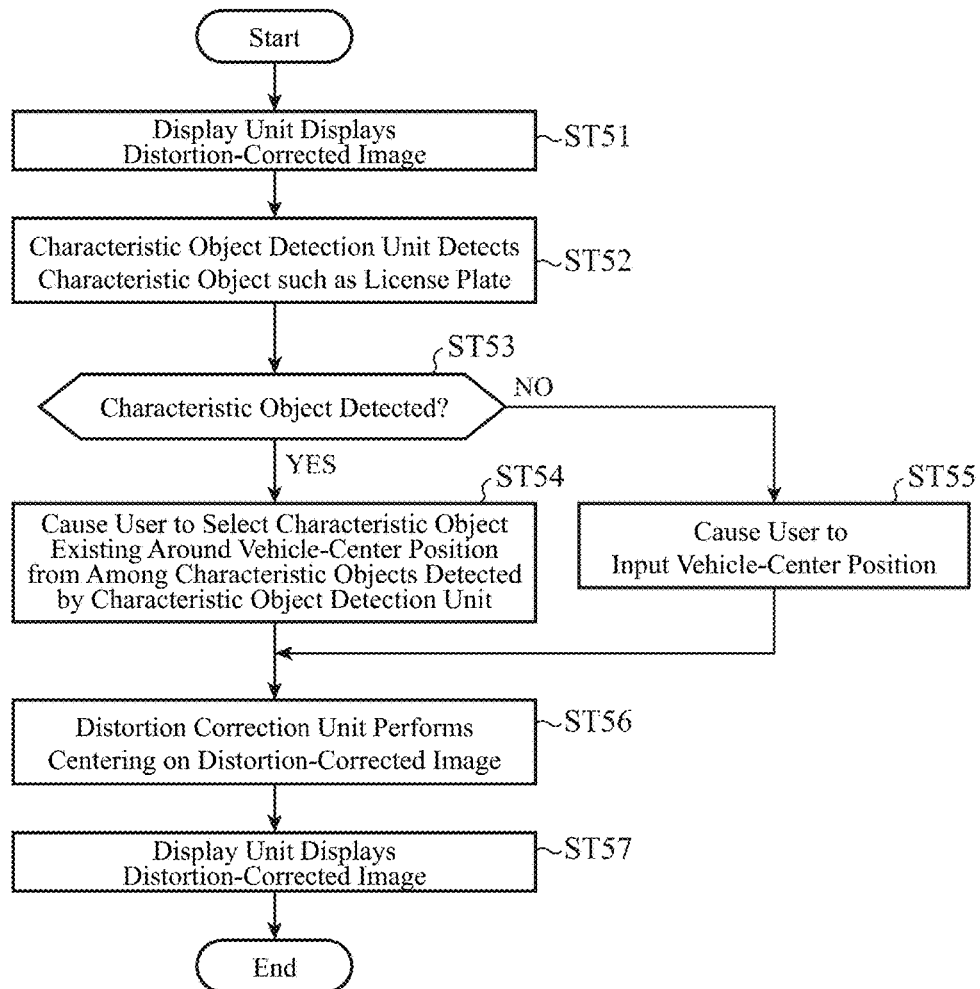 Start
Display Unit Displays
Distortion-Corrected Image
ST51
Characteristic Object Detection Unit Detects
Characteristic Object such as License Plate
ST52
ST53
Characteristic Object Detected?
NO
YES
ST54
Cause User to Select Characteristic Object
Existing Around Vehicle-Center Position
from Among Characteristic Objects Detected
by Characteristic Object Detection Unit
ST55
Cause User to
Input Vehicle-Center Position
Distortion Correction Unit Performs
Centering on Distortion-Corrected Image
ST56
Display Unit Displays
Distortion-Corrected Image
ST57
End